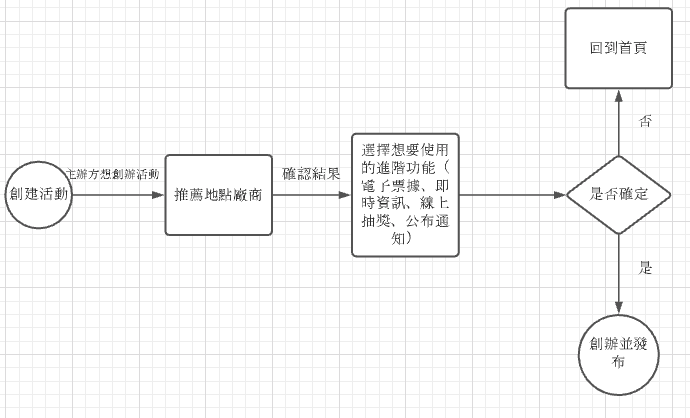 回到首頁
否
創建活動
主辦方想創辦活動
推薦地點廠商
確認結果
選擇想要使用
的進階功能（
電子票據、即
時資訊、線上
抽獎、公布通
知）
是否確定
是
創辦並發
布